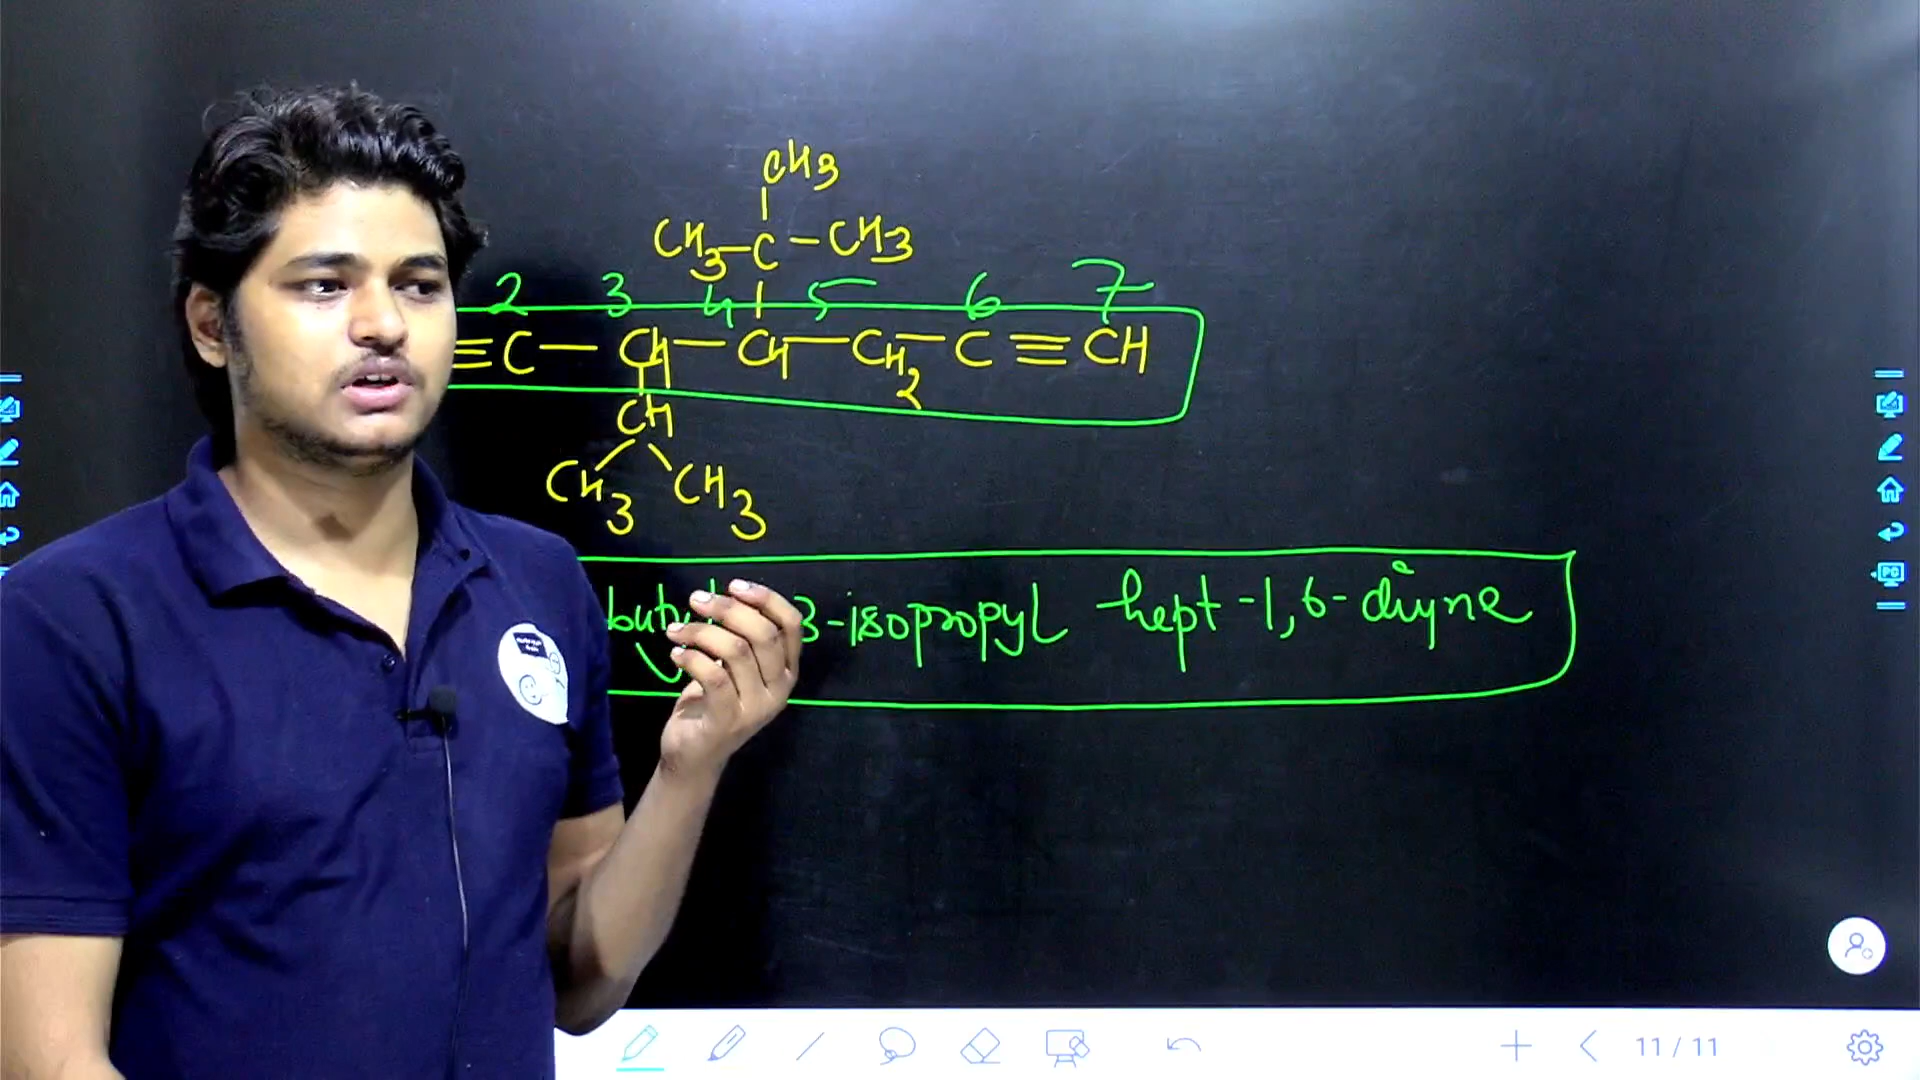 CH3
CH3-C-CH3
2 3 4 5 6 7
≡C-CH-CH-CH2-C≡CH
CH
CH3 CH3
3-isopropyl hept-1,6-diyne
11 / 11